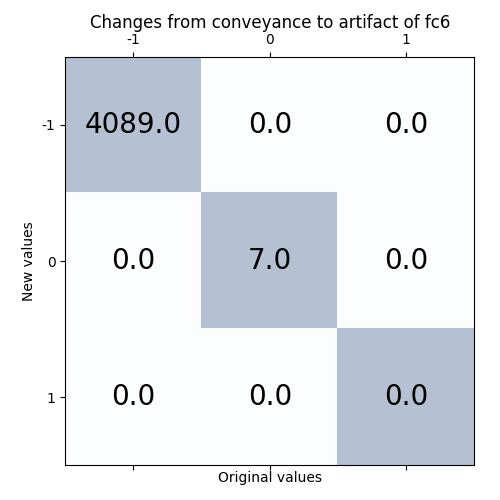 Changes from conveyance to artifact of fc6
-1 0 1
-1 4089.0 0.0 0.0
0 0.0 7.0 0.0
1 0.0 0.0 0.0
New values
Original values